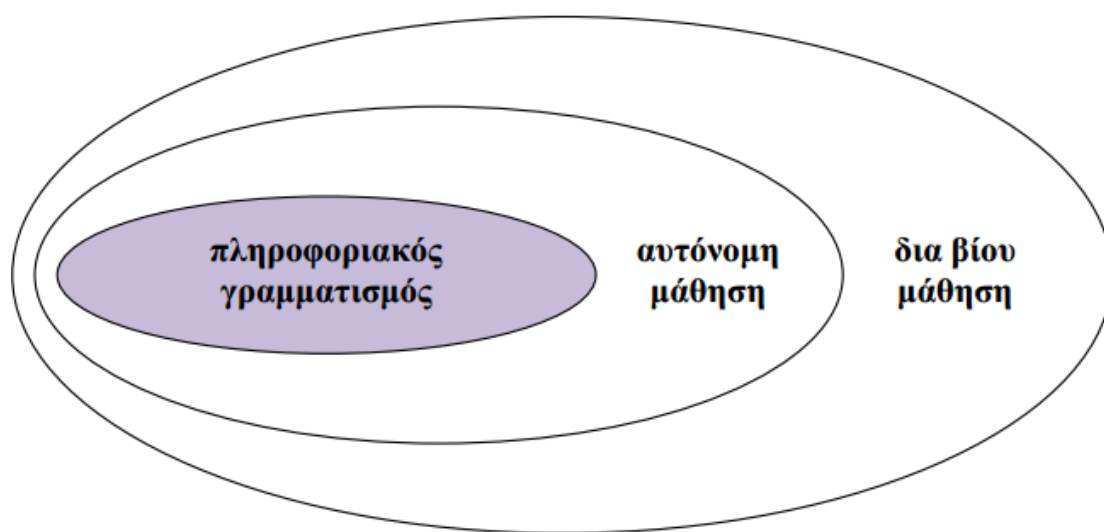 πληροφοριακός
γραμματισμός
αυτόνομη
μάθηση
δια βίου
μάθηση